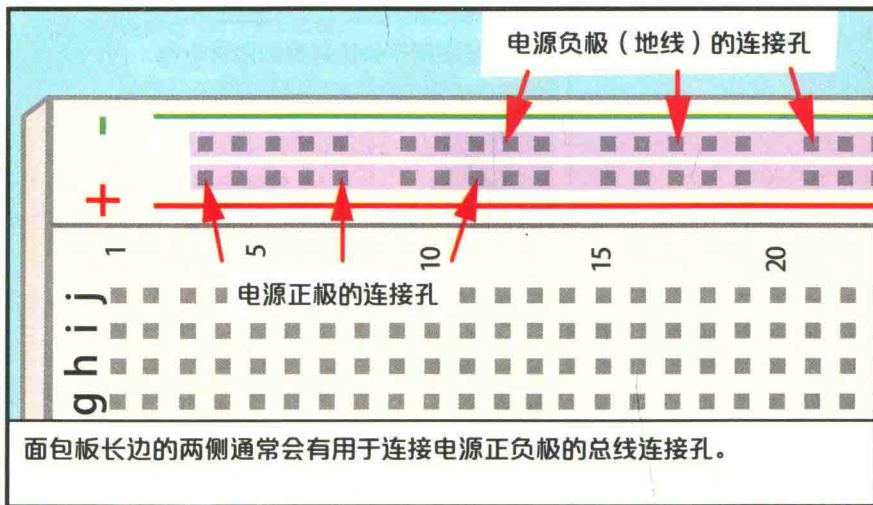 电源负极（地线）的连接孔
-
+
1
5
10
15
20
电源正极的连接孔
j
i
h
g
面包板长边的两侧通常会有用于连接电源正负极的总线连接孔。